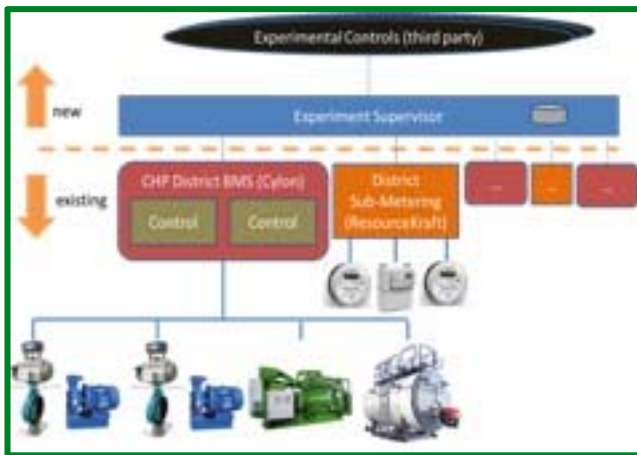 Experimental Controls (third party)
new
Experiment Supervisor
existing
CHP District BMS (Cylon)
Control
Control
District
Sub-Metering
(ResourceKraft)
...
...
...